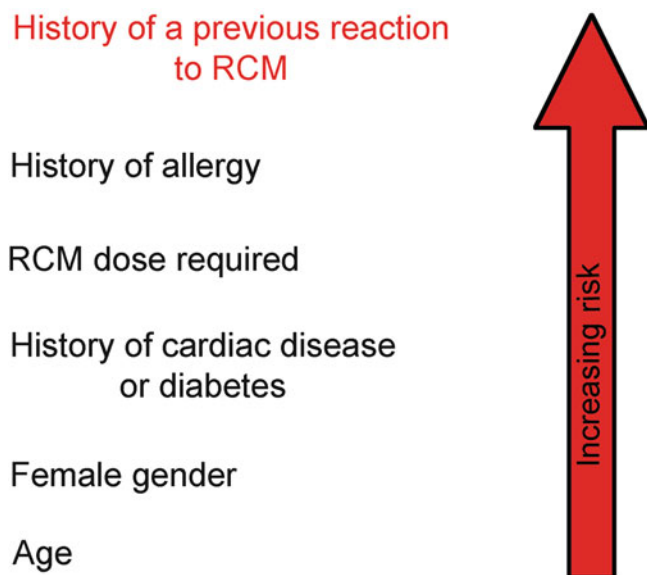 History of a previous reaction
to RCM
History of allergy
RCM dose required
History of cardiac disease
or diabetes
Female gender
Age
Increasing risk